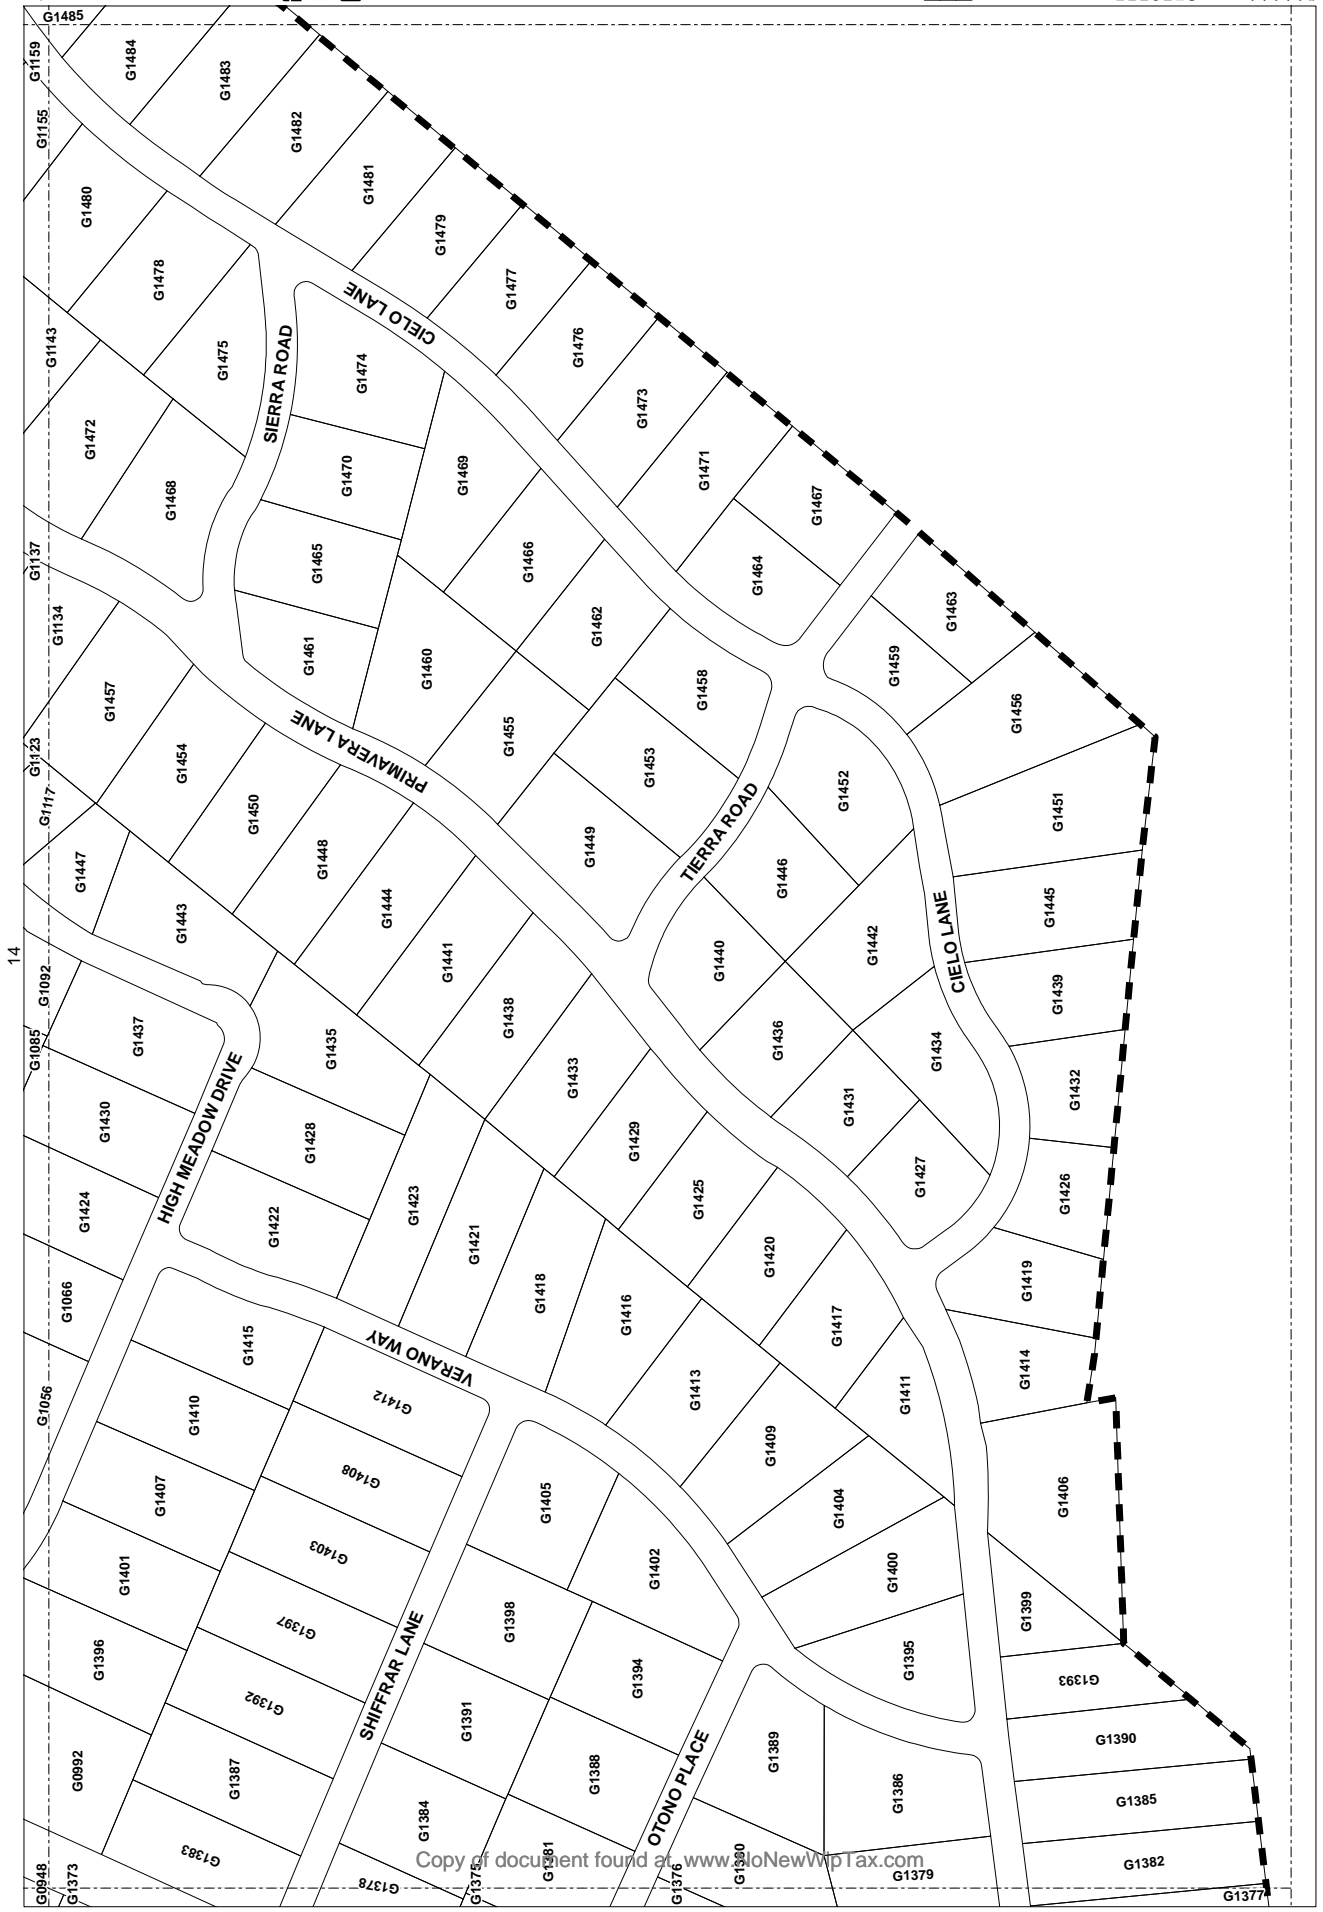 G1485
G1159
G1484
G1483
G1155
G1482
G1481
G1480
G1479
G1478
G1477
CIELO LANE
G1143
G1475
SIERRA ROAD
G1474
G1476
G1473
G1472
G1470
G1469
G1471
G1468
G1467
G1137
G1465
G1466
G1464
G1134
G1461
G1462
G1463
G1460
G1459
G1457
G1458
G1456
G1123
G1454
PRIMAVERA LANE
G1455
G1453
G1452
G1117
G1450
G1451
G1448
G1449
TIERRA ROAD
G1447
G1446
G1443
G1444
G1445
G1441
G1440
G1442
CIELO LANE
14
G1092
G1438
G1439
G1085
G1437
G1435
G1436
G1434
G1433
G1432
G1430
HIGH MEADOW DRIVE
G1428
G1429
G1431
G1424
G1422
G1423
G1425
G1427
G1426
G1421
G1420
G1418
G1419
G1066
G1416
G1417
G1415
VERANO WAY
G1414
G1056
G1410
G1412
G1413
G1411
G1409
G1408
G1407
G1405
G1404
G1406
G1403
G1402
G1401
G1400
G1399
G1398
G1397
G1396
G1394
G1395
SHIFFRAR LANE
G1393
G1392
G1391
G1390
G0992
G1387
G1388
OTONO PLACE
G1389
G1386
G1385
G1384
G1383
G1382
G1381
G1380
G1379
Copy of document found at www.NoNewWipTax.com
G0948
G1373
G1378
G1375
G1376
G1377